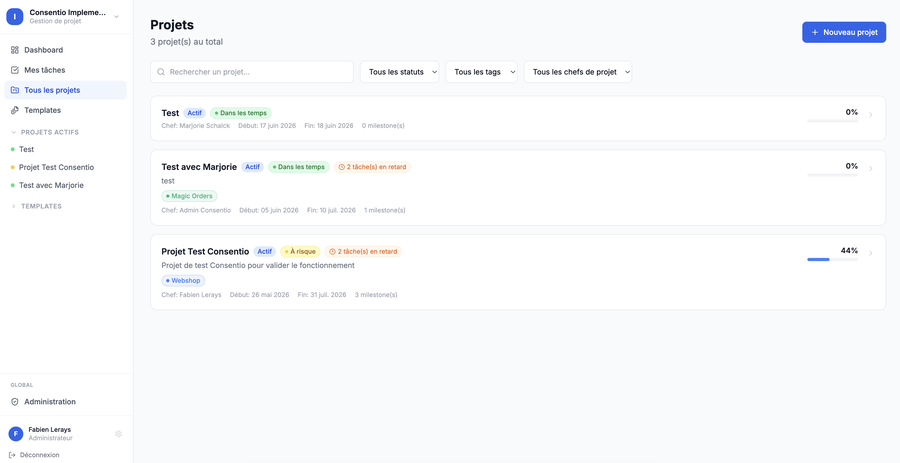 I
Consentio Impleme...
Gestion de projet
Dashboard
Mes tâches
Tous les projets
Templates
PROJETS ACTIFS
Test
Projet Test Consentio
Test avec Marjorie
TEMPLATES
GLOBAL
Administration
F
Fabien Lerays
Administrateur
Déconnexion
Projets
3 projet(s) au total
+ Nouveau projet
Rechercher un projet...
Tous les statuts
Tous les tags
Tous les chefs de projet
Test Actif Dans les temps 0%
Chef: Marjorie Schalck Début: 17 juin 2026 Fin: 18 juin 2026 0 milestone(s)
Test avec Marjorie Actif Dans les temps 2 tâche(s) en retard 0%
test
Magic Orders
Chef: Admin Consentio Début: 05 juin 2026 Fin: 10 juil. 2026 1 milestone(s)
Projet Test Consentio Actif À risque 2 tâche(s) en retard 44%
Projet de test Consentio pour valider le fonctionnement
Webshop
Chef: Fabien Lerays Début: 26 mai 2026 Fin: 31 juil. 2026 3 milestone(s)